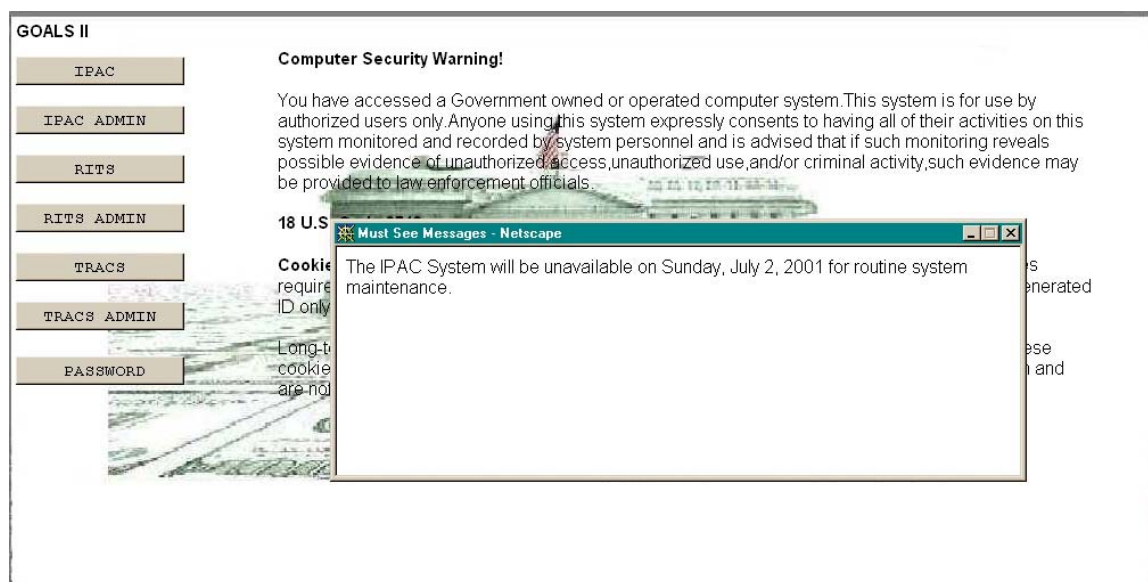 GOALS II
IPAC
IPAC ADMIN
RITS
RITS ADMIN
TRACS
TRACS ADMIN
PASSWORD
Computer Security Warning!
You have accessed a Government owned or operated computer system.This system is for use by
authorized users only.Anyone using this system expressly consents to having all of their activities on this
system monitored and recorded by system personnel and is advised that if such monitoring reveals
possible evidence of unauthorized access,unauthorized use,and/or criminal activity,such evidence may
be provided to law enforcement officials.
18 U.S
Cookie
require
ID only
Long-t
cookie
are not
enerated
and
Must See Messages - Netscape
The IPAC System will be unavailable on Sunday, July 2, 2001 for routine system
maintenance.